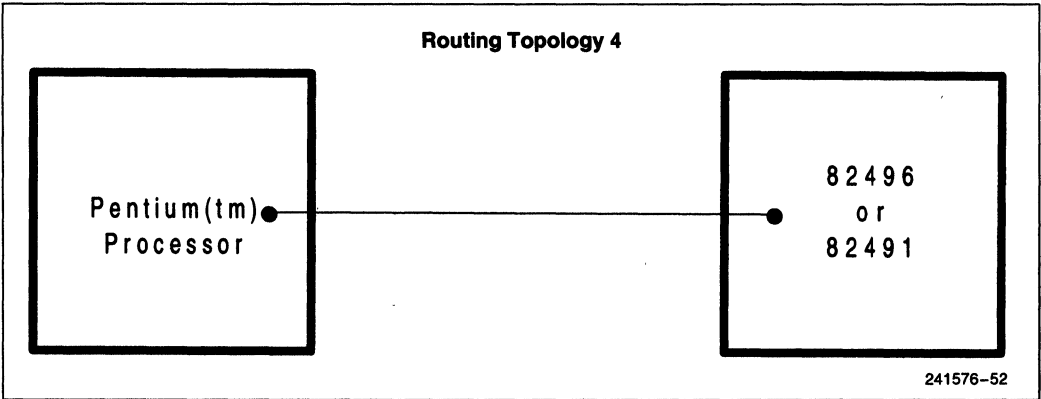 Routing Topology 4
Pentium(tm)
Processor
82496
or
82491
241576–52